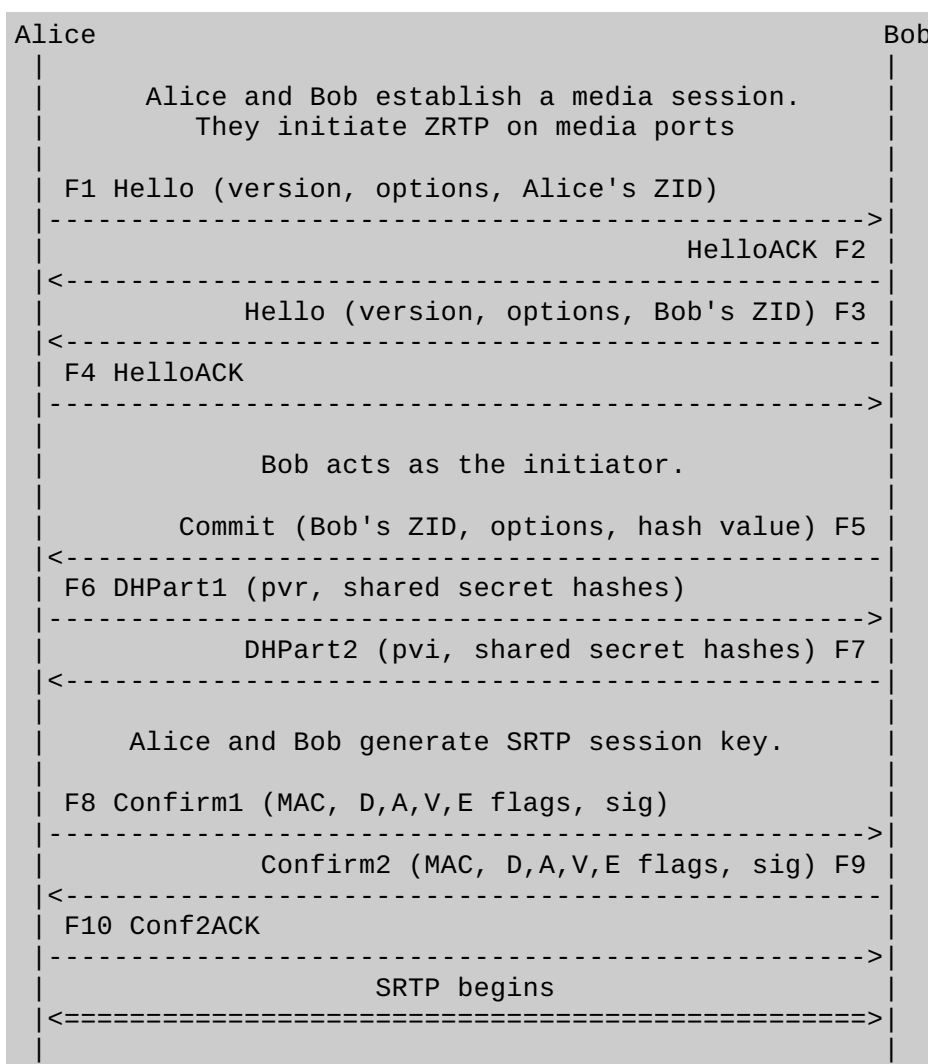 Alice Bob
Alice and Bob establish a media session.
They initiate ZRTP on media ports
F1 Hello (version, options, Alice's ZID)
HelloACK F2
Hello (version, options, Bob's ZID) F3
F4 HelloACK
Bob acts as the initiator.
Commit (Bob's ZID, options, hash value) F5
F6 DHPart1 (pvr, shared secret hashes)
DHPart2 (pvi, shared secret hashes) F7
Alice and Bob generate SRTP session key.
F8 Confirm1 (MAC, D,A,V,E flags, sig)
Confirm2 (MAC, D,A,V,E flags, sig) F9
F10 Conf2ACK
SRTP begins